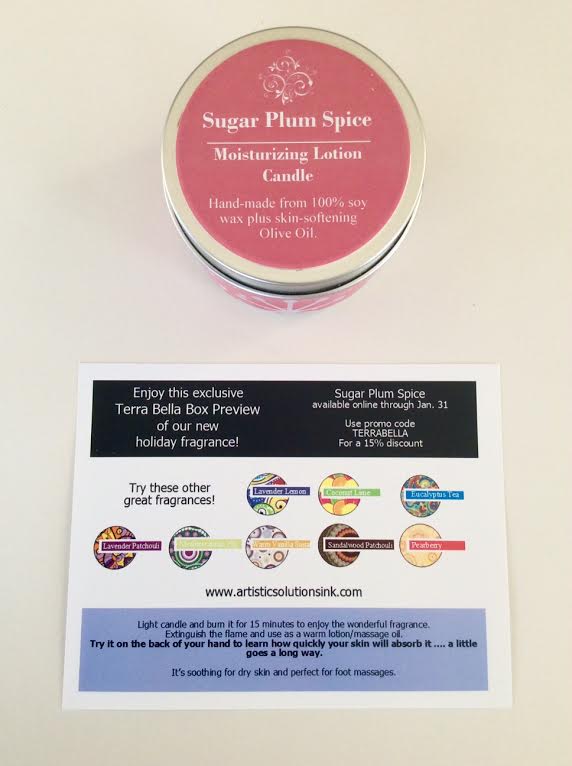 Sugar Plum Spice
Moisturizing Lotion
Candle
Hand-made from 100% soy
wax plus skin-softening
Olive Oil.
Enjoy this exclusive
Terra Bella Box Preview
of our new
holiday fragrance!
Sugar Plum Spice
available online through Jan. 31
Use promo code
TERRABELLA
For a 15% discount
Try these other
great fragrances!
Lavender Lemon
Coconut Lime
Eucalyptus Tea
Lavender Patchouli
Warm Vanilla Sugar
Sandalwood Patchouli
Pearberry
www.artisticsolutionsink.com
Light candle and burn it for 15 minutes to enjoy the wonderful fragrance.
Extinguish the flame and use as a warm lotion/massage oil.
Try it on the back of your hand to learn how quickly your skin will absorb it .... a little
goes a long way.
It's soothing for dry skin and perfect for foot massages.